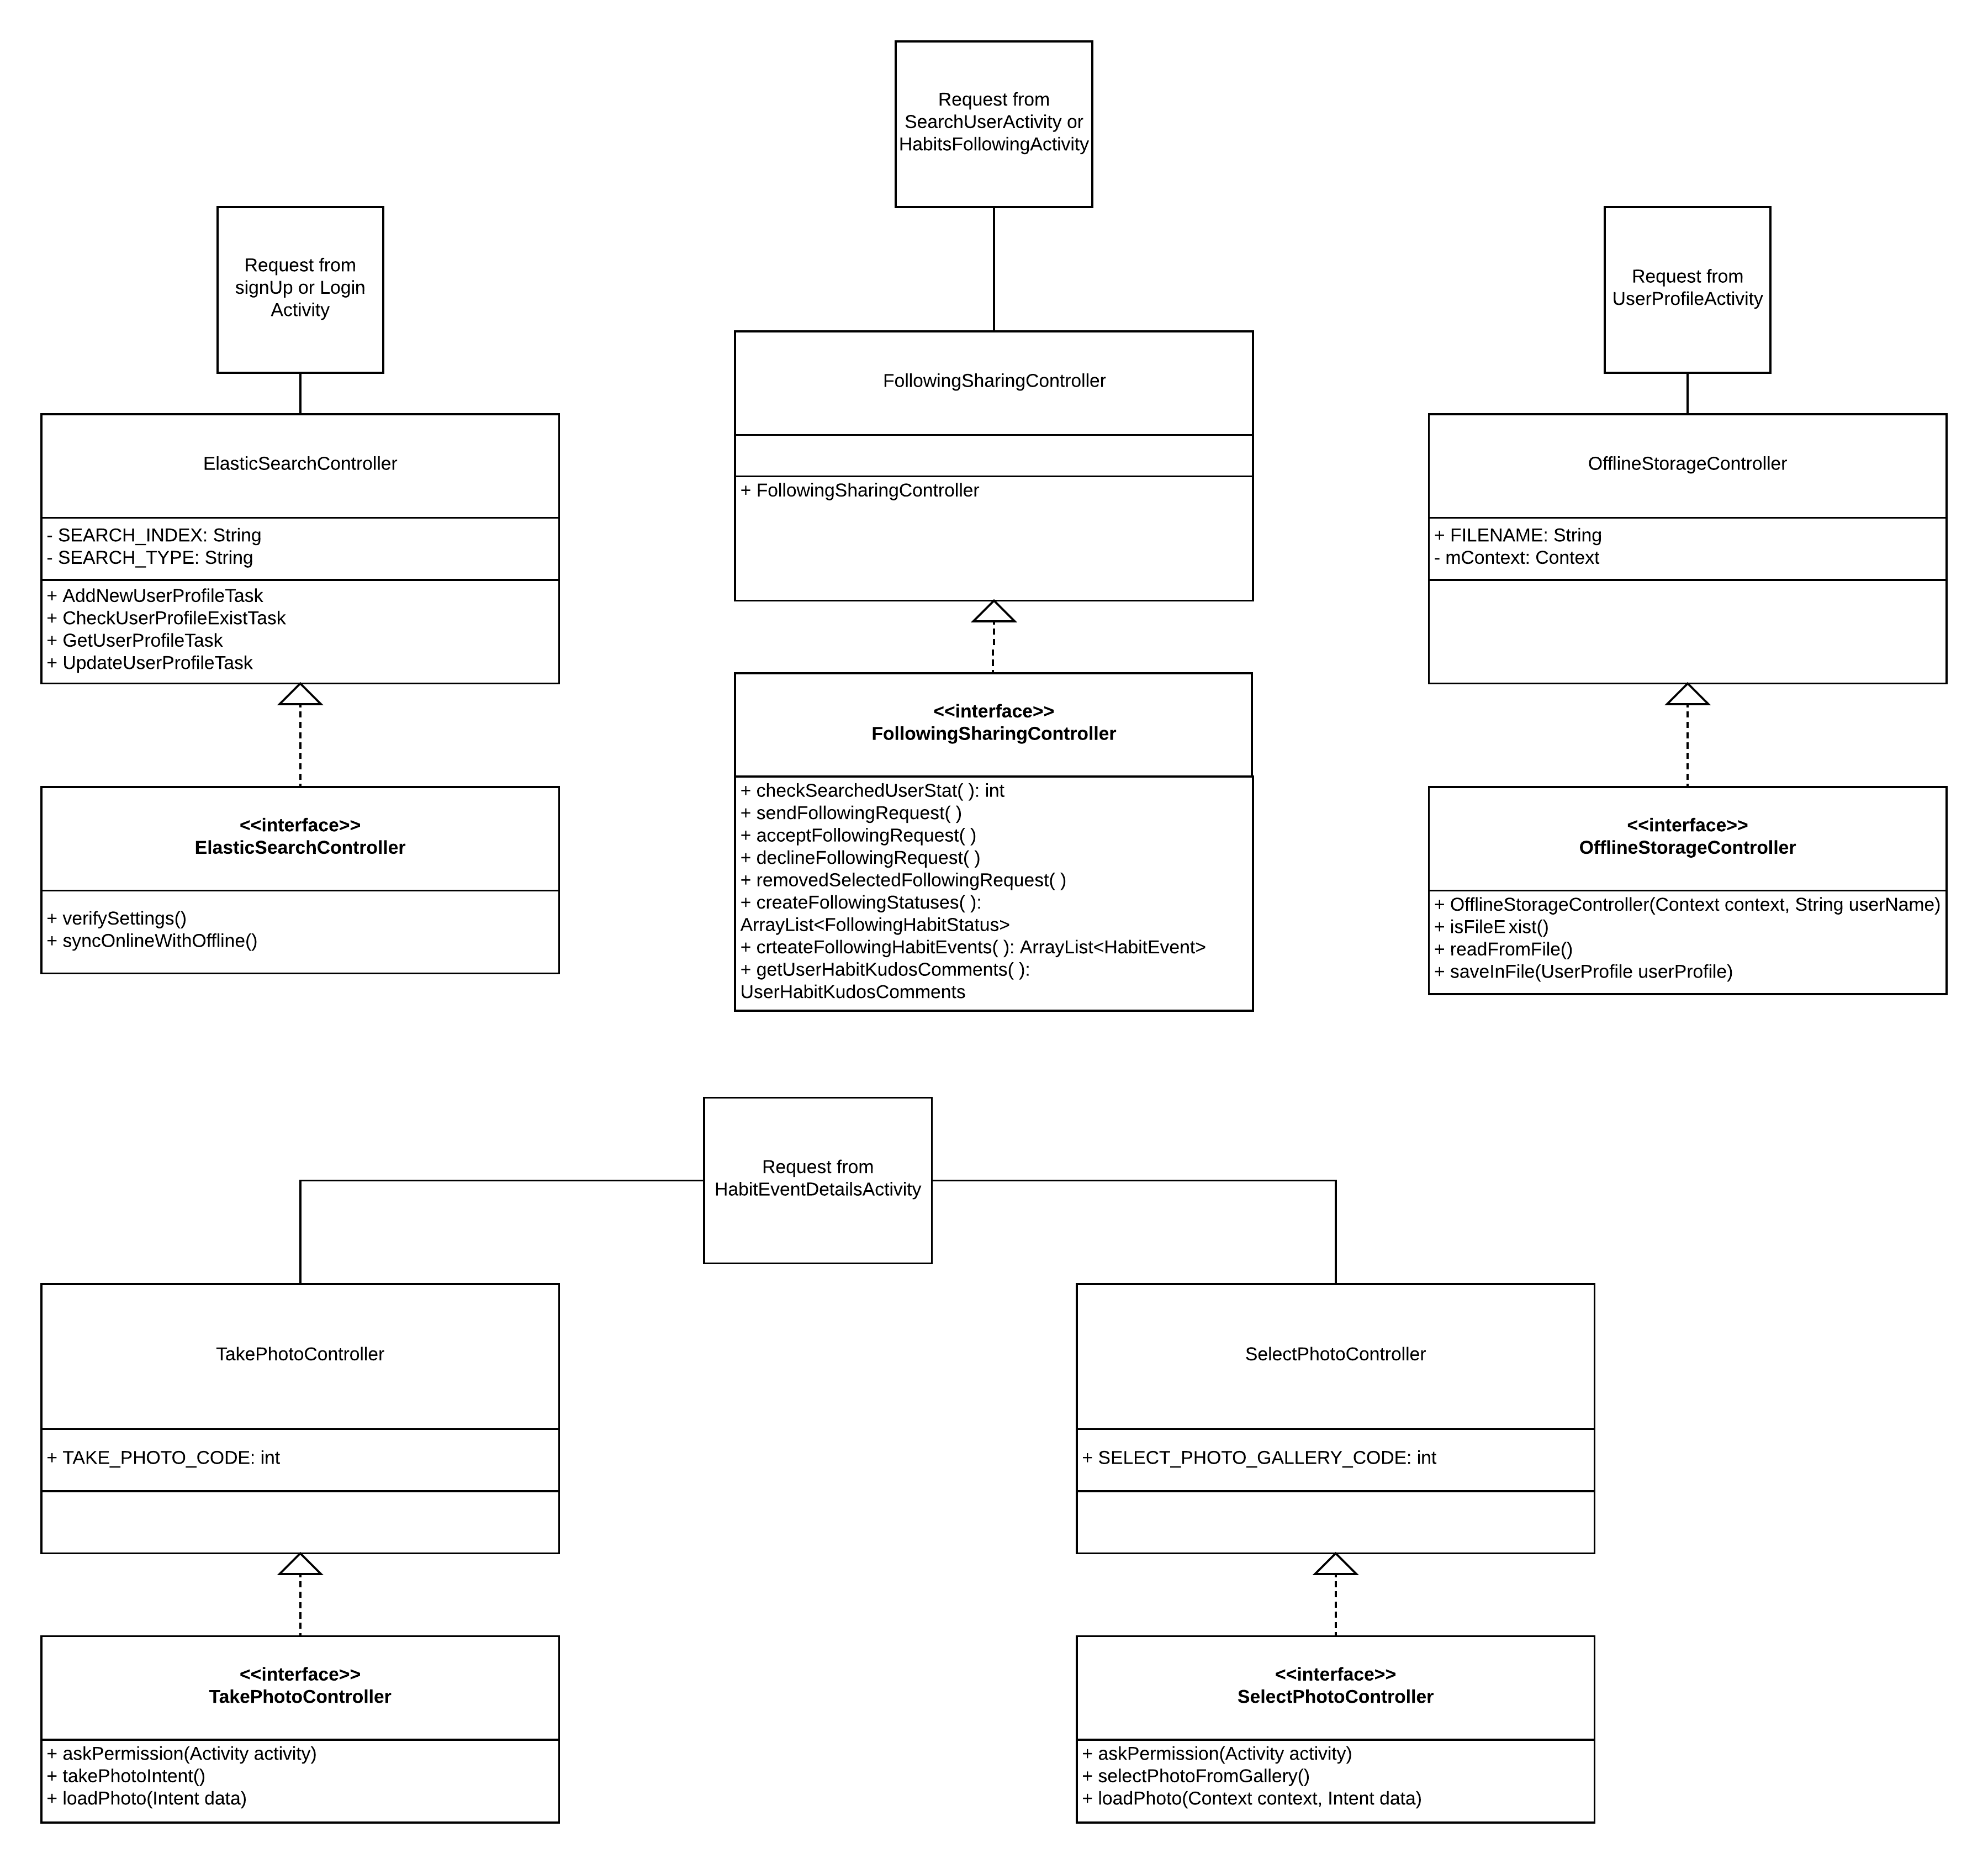 Request from
SearchUserActivity or
HabitsFollowingActivity
Request from
signUp or Login
Activity
Request from
UserProfileActivity
ElasticSearchController
- SEARCH_INDEX: String
- SEARCH_TYPE: String
+ AddNewUserProfileTask
+ CheckUserProfileExistTask
+ GetUserProfileTask
+ UpdateUserProfileTask
<<interface>>
ElasticSearchController
+ verifySettings()
+ syncOnlineWithOffline()
FollowingSharingController
+ FollowingSharingController
<<interface>>
FollowingSharingController
+ checkSearchedUserStat( ): int
+ sendFollowingRequest( )
+ acceptFollowingRequest( )
+ declineFollowingRequest( )
+ removedSelectedFollowingRequest( )
+ createFollowingStatuses( ):
ArrayList<FollowingHabitStatus>
+ crteateFollowingHabitEvents( ): ArrayList<HabitEvent>
+ getUserHabitKudosComments( ):
UserHabitKudosComments
OfflineStorageController
+ FILENAME: String
- mContext: Context
<<interface>>
OfflineStorageController
+ OfflineStorageController(Context context, String userName)
+ isFileExist()
+ readFromFile()
+ saveInFile(UserProfile userProfile)
Request from
HabitEventDetailsActivity
TakePhotoController
+ TAKE_PHOTO_CODE: int
<<interface>>
TakePhotoController
+ askPermission(Activity activity)
+ takePhotoIntent()
+ loadPhoto(Intent data)
SelectPhotoController
+ SELECT_PHOTO_GALLERY_CODE: int
<<interface>>
SelectPhotoController
+ askPermission(Activity activity)
+ selectPhotoFromGallery()
+ loadPhoto(Context context, Intent data)